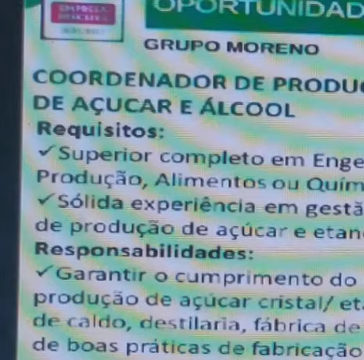 OPORTUNIDAD
GRUPO MORENO
COORDENADOR DE PRODUÇ
DE AÇUCAR E ÁLCOOL
Requisitos:
✓Superior completo em Enge
Produção, Alimentos ou Quím
✓Sólida experiência em gestã
de produção de açúcar e etan
Responsabilidades:
✓Garantir o cumprimento do
produção de açúcar cristal/ et
de caldo, destilaria, fábrica de
de boas práticas de fabricação